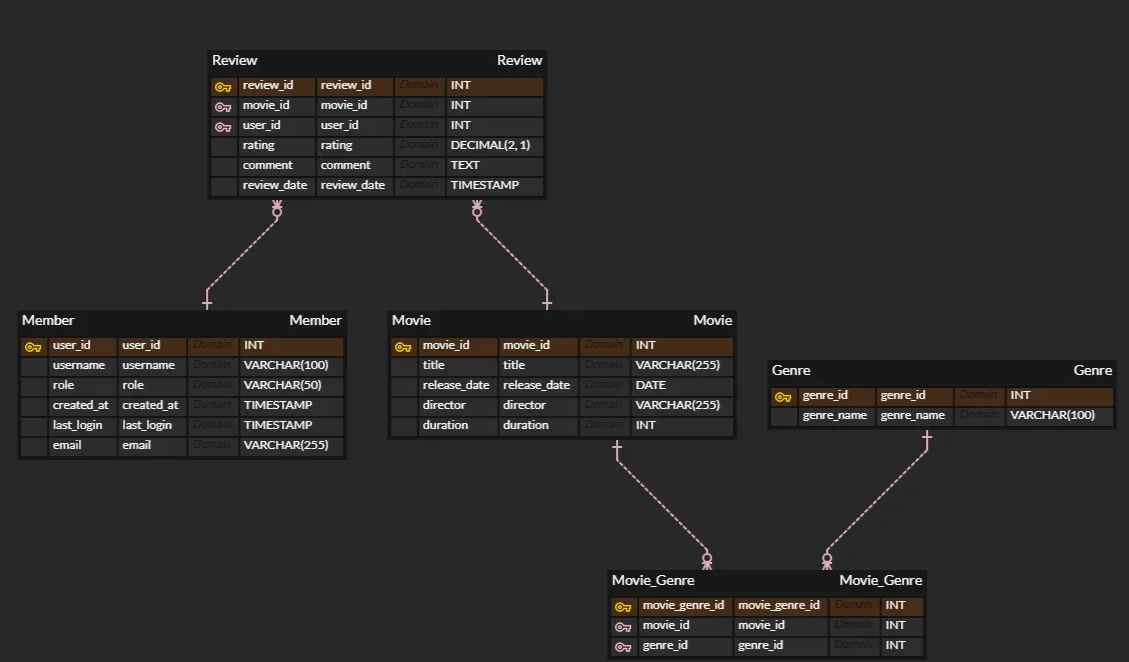 Review Review
review_id review_id Domain INT
movie_id movie_id Domain INT
user_id user_id Domain INT
rating rating Domain DECIMAL(2, 1)
comment comment Domain TEXT
review_date review_date Domain TIMESTAMP
Member Member
user_id user_id Domain INT
username username Domain VARCHAR(100)
role role Domain VARCHAR(50)
created_at created_at Domain TIMESTAMP
last_login last_login Domain TIMESTAMP
email email Domain VARCHAR(255)
Movie Movie
movie_id movie_id Domain INT
title title Domain VARCHAR(255)
release_date release_date Domain DATE
director director Domain VARCHAR(255)
duration duration Domain INT
Genre Genre
genre_id genre_id Domain INT
genre_name genre_name Domain VARCHAR(100)
Movie_Genre Movie_Genre
movie_genre_id movie_genre_id Domain INT
movie_id movie_id Domain INT
genre_id genre_id Domain INT